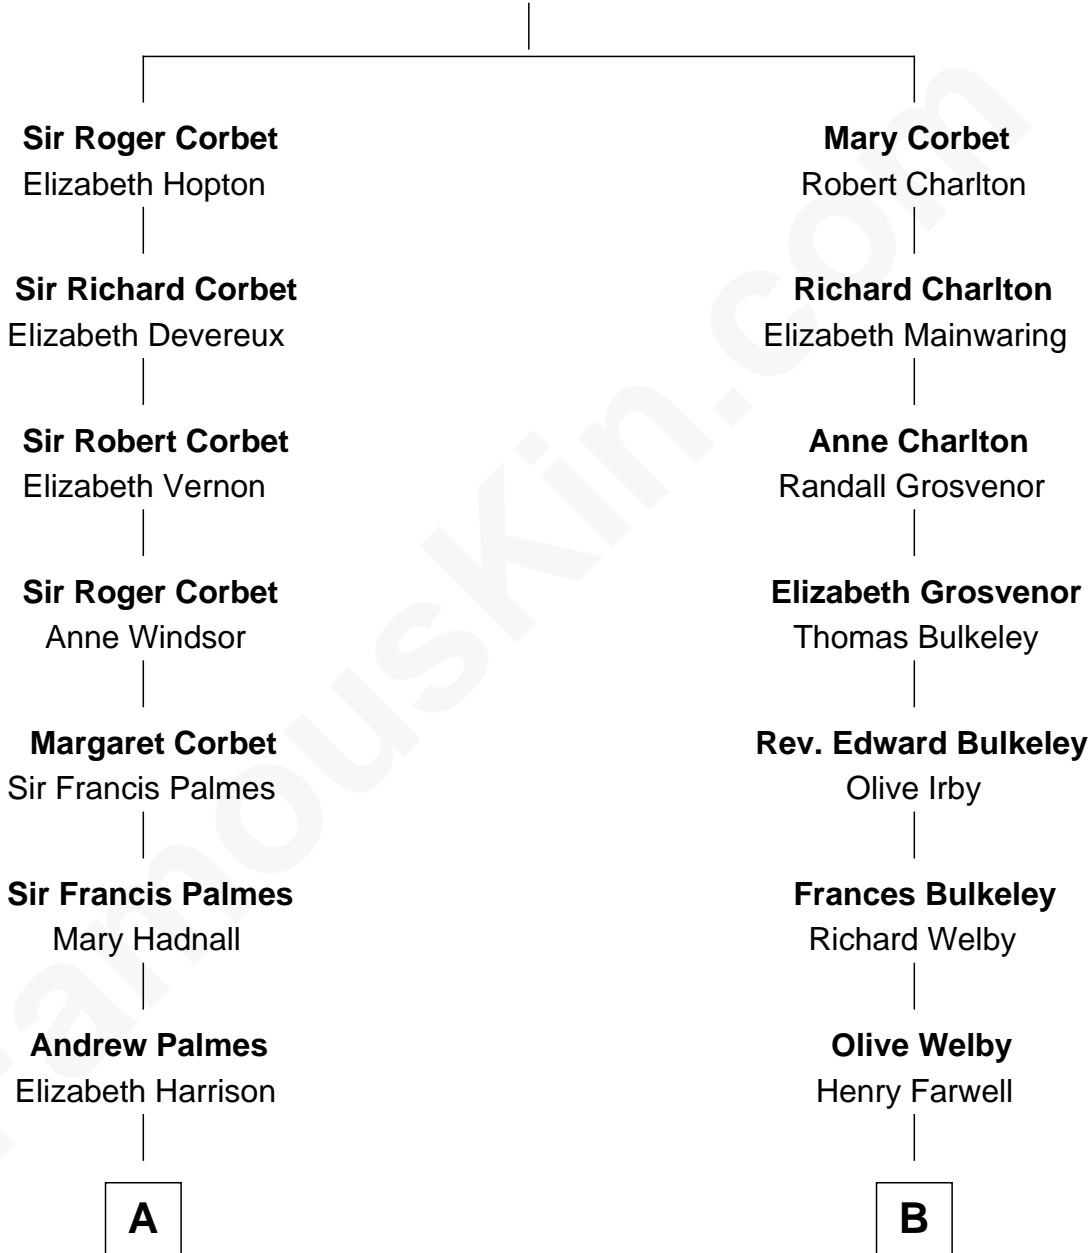 Sir Roger Corbet
Elizabeth Hopton
Sir Richard Corbet
Elizabeth Devereux
Sir Robert Corbet
Elizabeth Vernon
Sir Roger Corbet
Anne Windsor
Margaret Corbet
Sir Francis Palmes
Sir Francis Palmes
Mary Hadnall
Andrew Palmes
Elizabeth Harrison
A
Mary Corbet
Robert Charlton
Richard Charlton
Elizabeth Mainwaring
Anne Charlton
Randall Grosvenor
Elizabeth Grosvenor
Thomas Bulkeley
Rev. Edward Bulkeley
Olive Irby
Frances Bulkeley
Richard Welby
Olive Welby
Henry Farwell
B
FamousKin.com